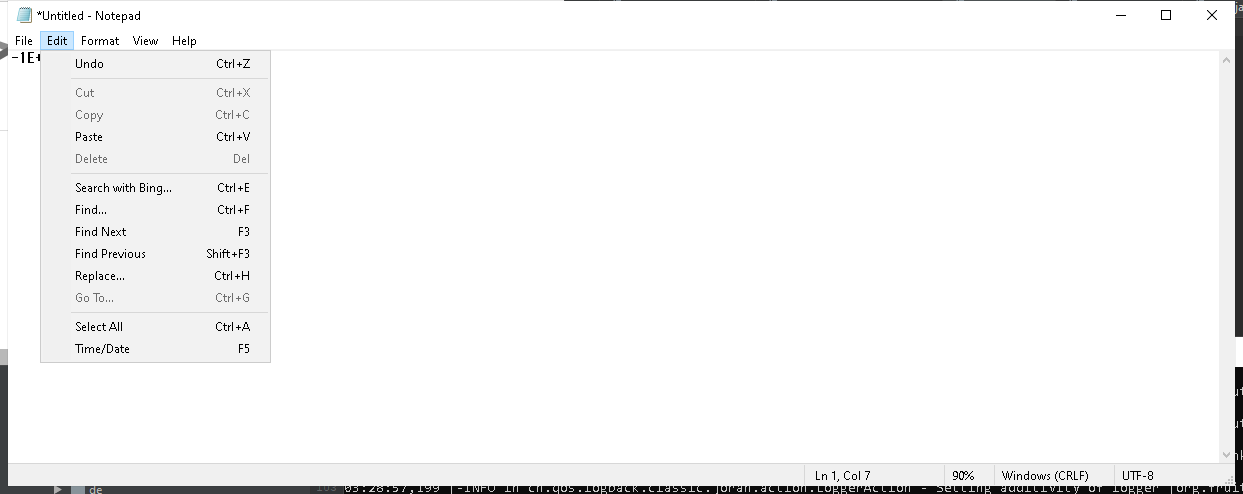 *Untitled - Notepad
File Edit Format View Help
-1E+
Undo Ctrl+Z
Cut Ctrl+X
Copy Ctrl+C
Paste Ctrl+V
Delete Del
Search with Bing... Ctrl+E
Find... Ctrl+F
Find Next F3
Find Previous Shift+F3
Replace... Ctrl+H
Go To... Ctrl+G
Select All Ctrl+A
Time/Date F5
Ln 1, Col 7 90% Windows (CRLF) UTF-8
de 03:28:57,199 |-INFO in ch.qos.logback.classic.joran.action.LoggerAction - Setting additivity of logger